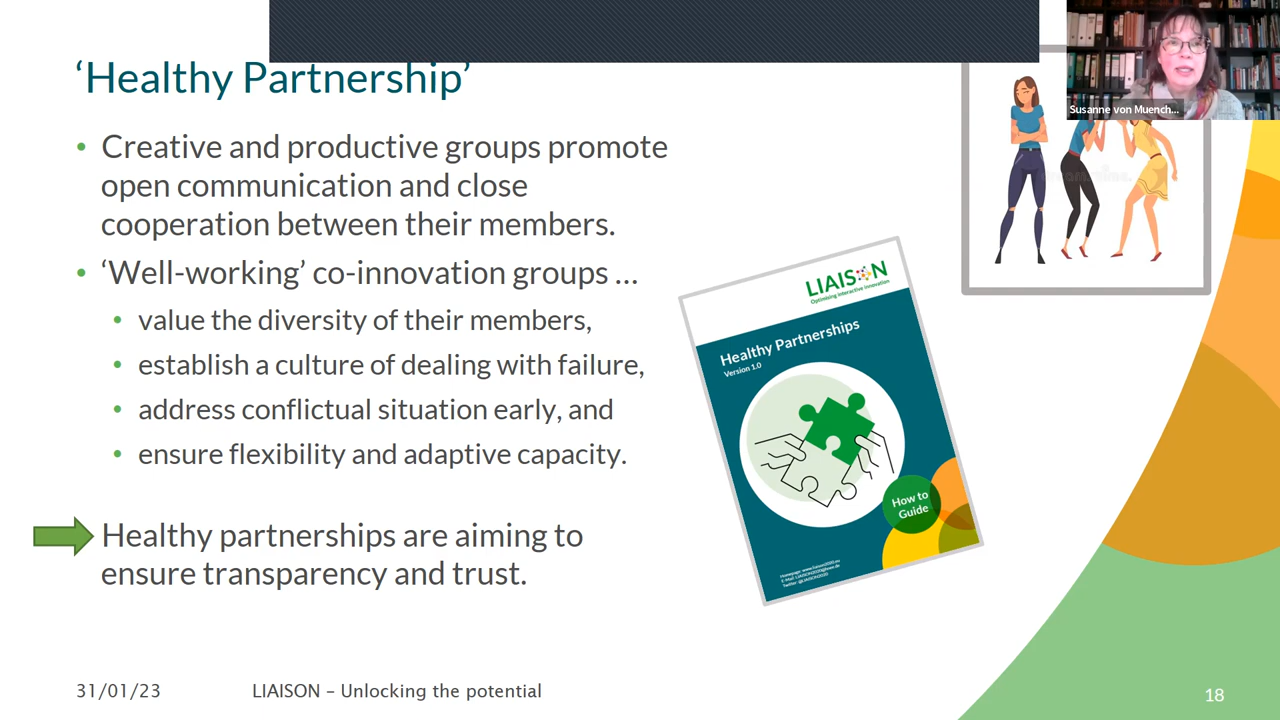 Susanne von Muench...
‘Healthy Partnership’
• Creative and productive groups promote
open communication and close
cooperation between their members.
• ‘Well-working’ co-innovation groups ...
• value the diversity of their members,
• establish a culture of dealing with failure,
• address conflictual situation early, and
• ensure flexibility and adaptive capacity.
Healthy partnerships are aiming to
ensure transparency and trust.
LIAISON
Optimising interactive innovation
Healthy Partnerships
Version 1.0
How to
Guide
31/01/23
LIAISON – Unlocking the potential
18